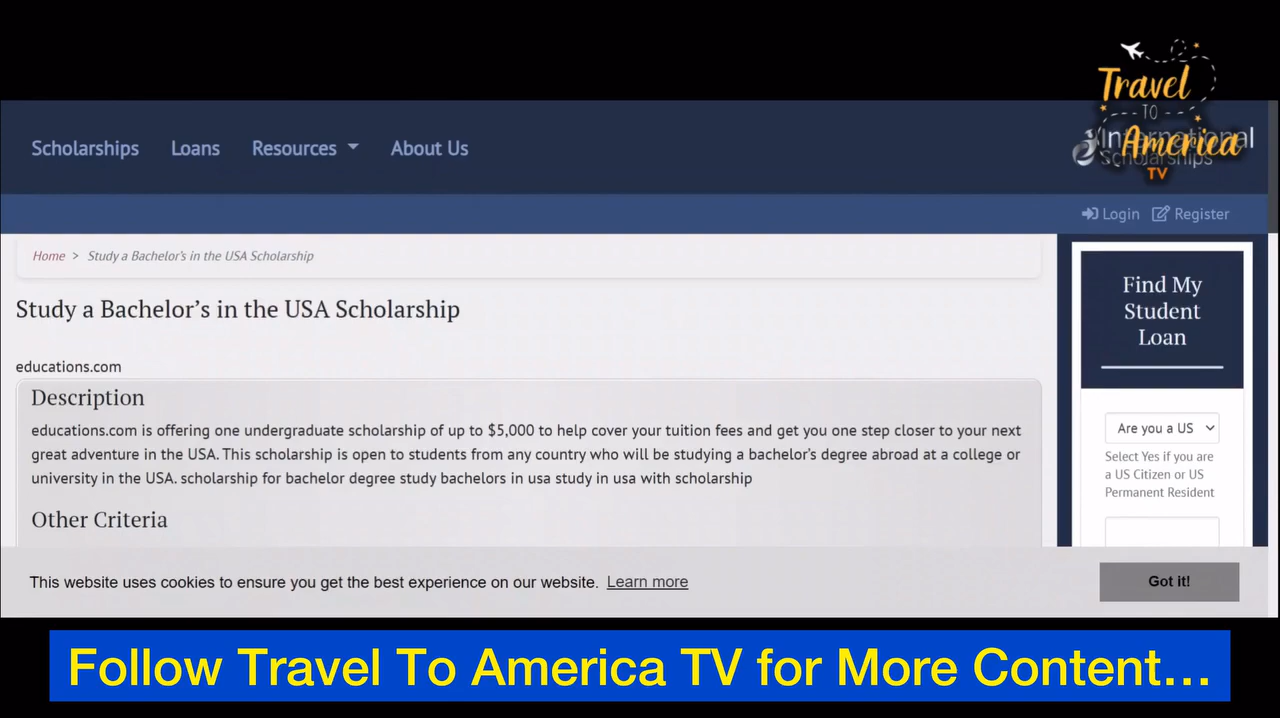 Travel
TO
America
TV
Scholarships Loans Resources About Us
International
Scholarships
Login Register
Home > Study a Bachelor's in the USA Scholarship
Study a Bachelor's in the USA Scholarship
educations.com
Description
educations.com is offering one undergraduate scholarship of up to $5,000 to help cover your tuition fees and get you one step closer to your next
great adventure in the USA. This scholarship is open to students from any country who will be studying a bachelor's degree abroad at a college or
university in the USA. scholarship for bachelor degree study bachelors in usa study in usa with scholarship
Other Criteria
Find My
Student
Loan
Are you a US
Select Yes if you are
a US Citizen or US
Permanent Resident
This website uses cookies to ensure you get the best experience on our website. Learn more
Got it!
Follow Travel To America TV for More Content...